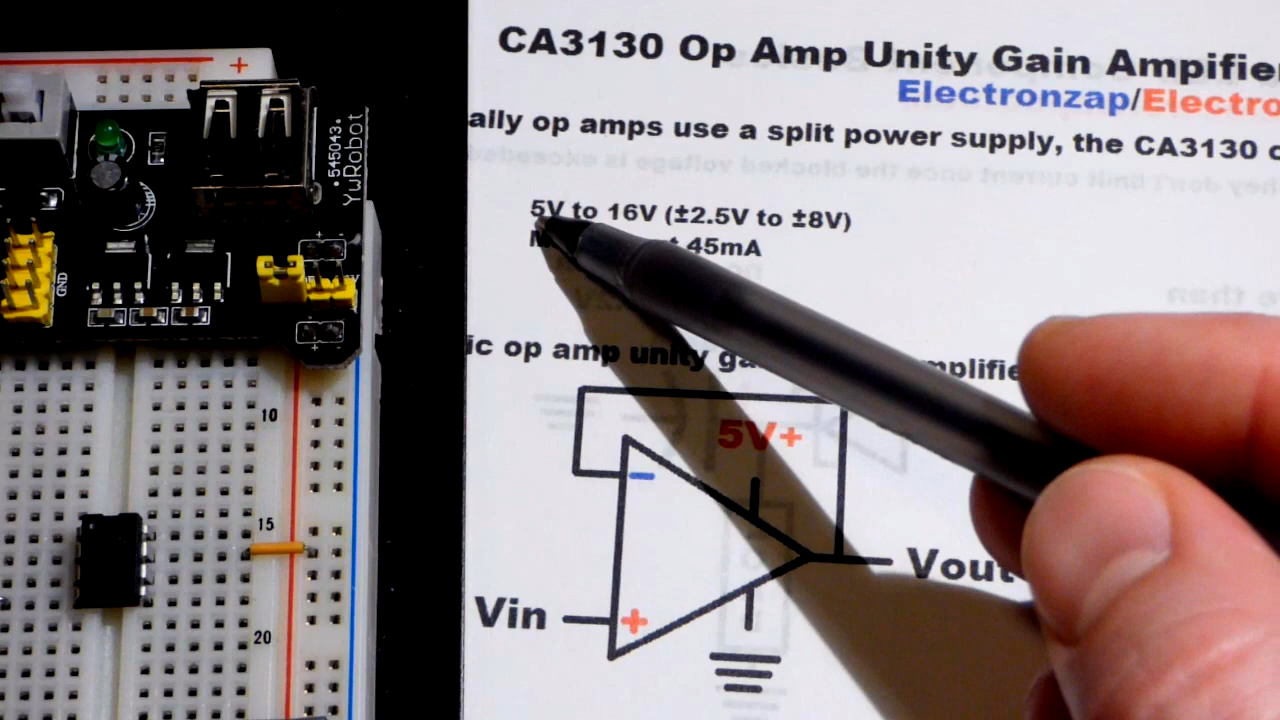 CA3130 Op Amp Unity Gain Ampifie
Electronzap/Electro
ally op amps use a split power supply, the CA3130
5V to 16V (±2.5V to ±8V)
45mA
ic op amp unity
5V+
-
Vout
Vin
+
+
.545043.
YwRobot
GND
10
15
20